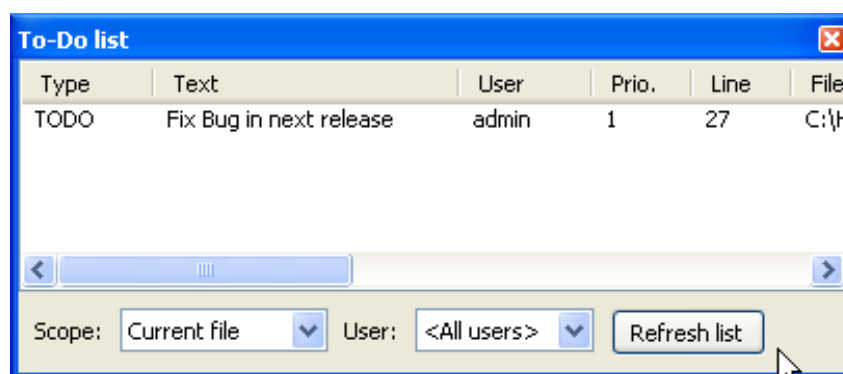 To-Do list
Type Text User Prio. Line File
TODO Fix Bug in next release admin 1 27 C:\
Scope: Current file User: <All users> Refresh list